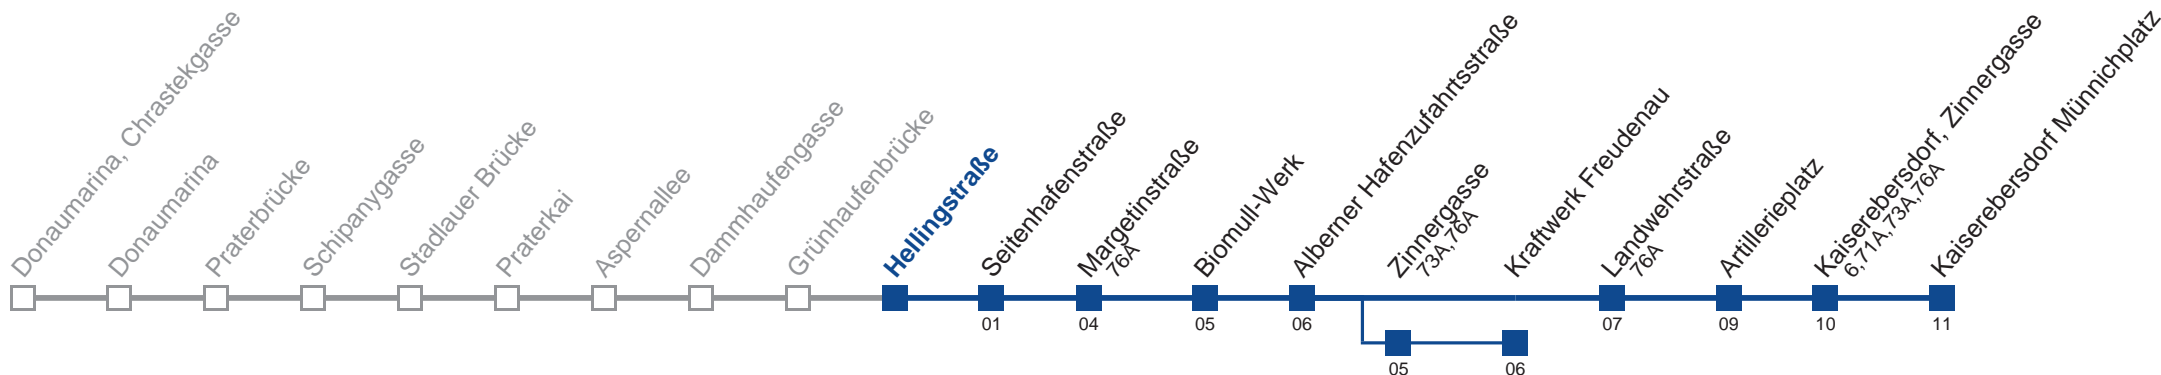 Donaumarina, Chrastekgasse
Donaumarina
Praterbrücke
Schipanygasse
Stadlauer Brücke
Praterkai
Aspernallee
Dammhaufengasse
Grünhaufenbrücke
Hellingstraße
Seitenhafenstraße
Margetinstraße
76A
Biomull-Werk
Alberner Hafenzufahrtsstraße
Zinnergasse
73A,76A
Kraftwerk Freudenau
Landwehrstraße
76A
Artillerieplatz
Kaiserebersdorf, Zinnergasse
6,71A,73A,76A
Kaiserebersdorf Münnichplatz
01
04
05
06
07
09
10
11
05
06